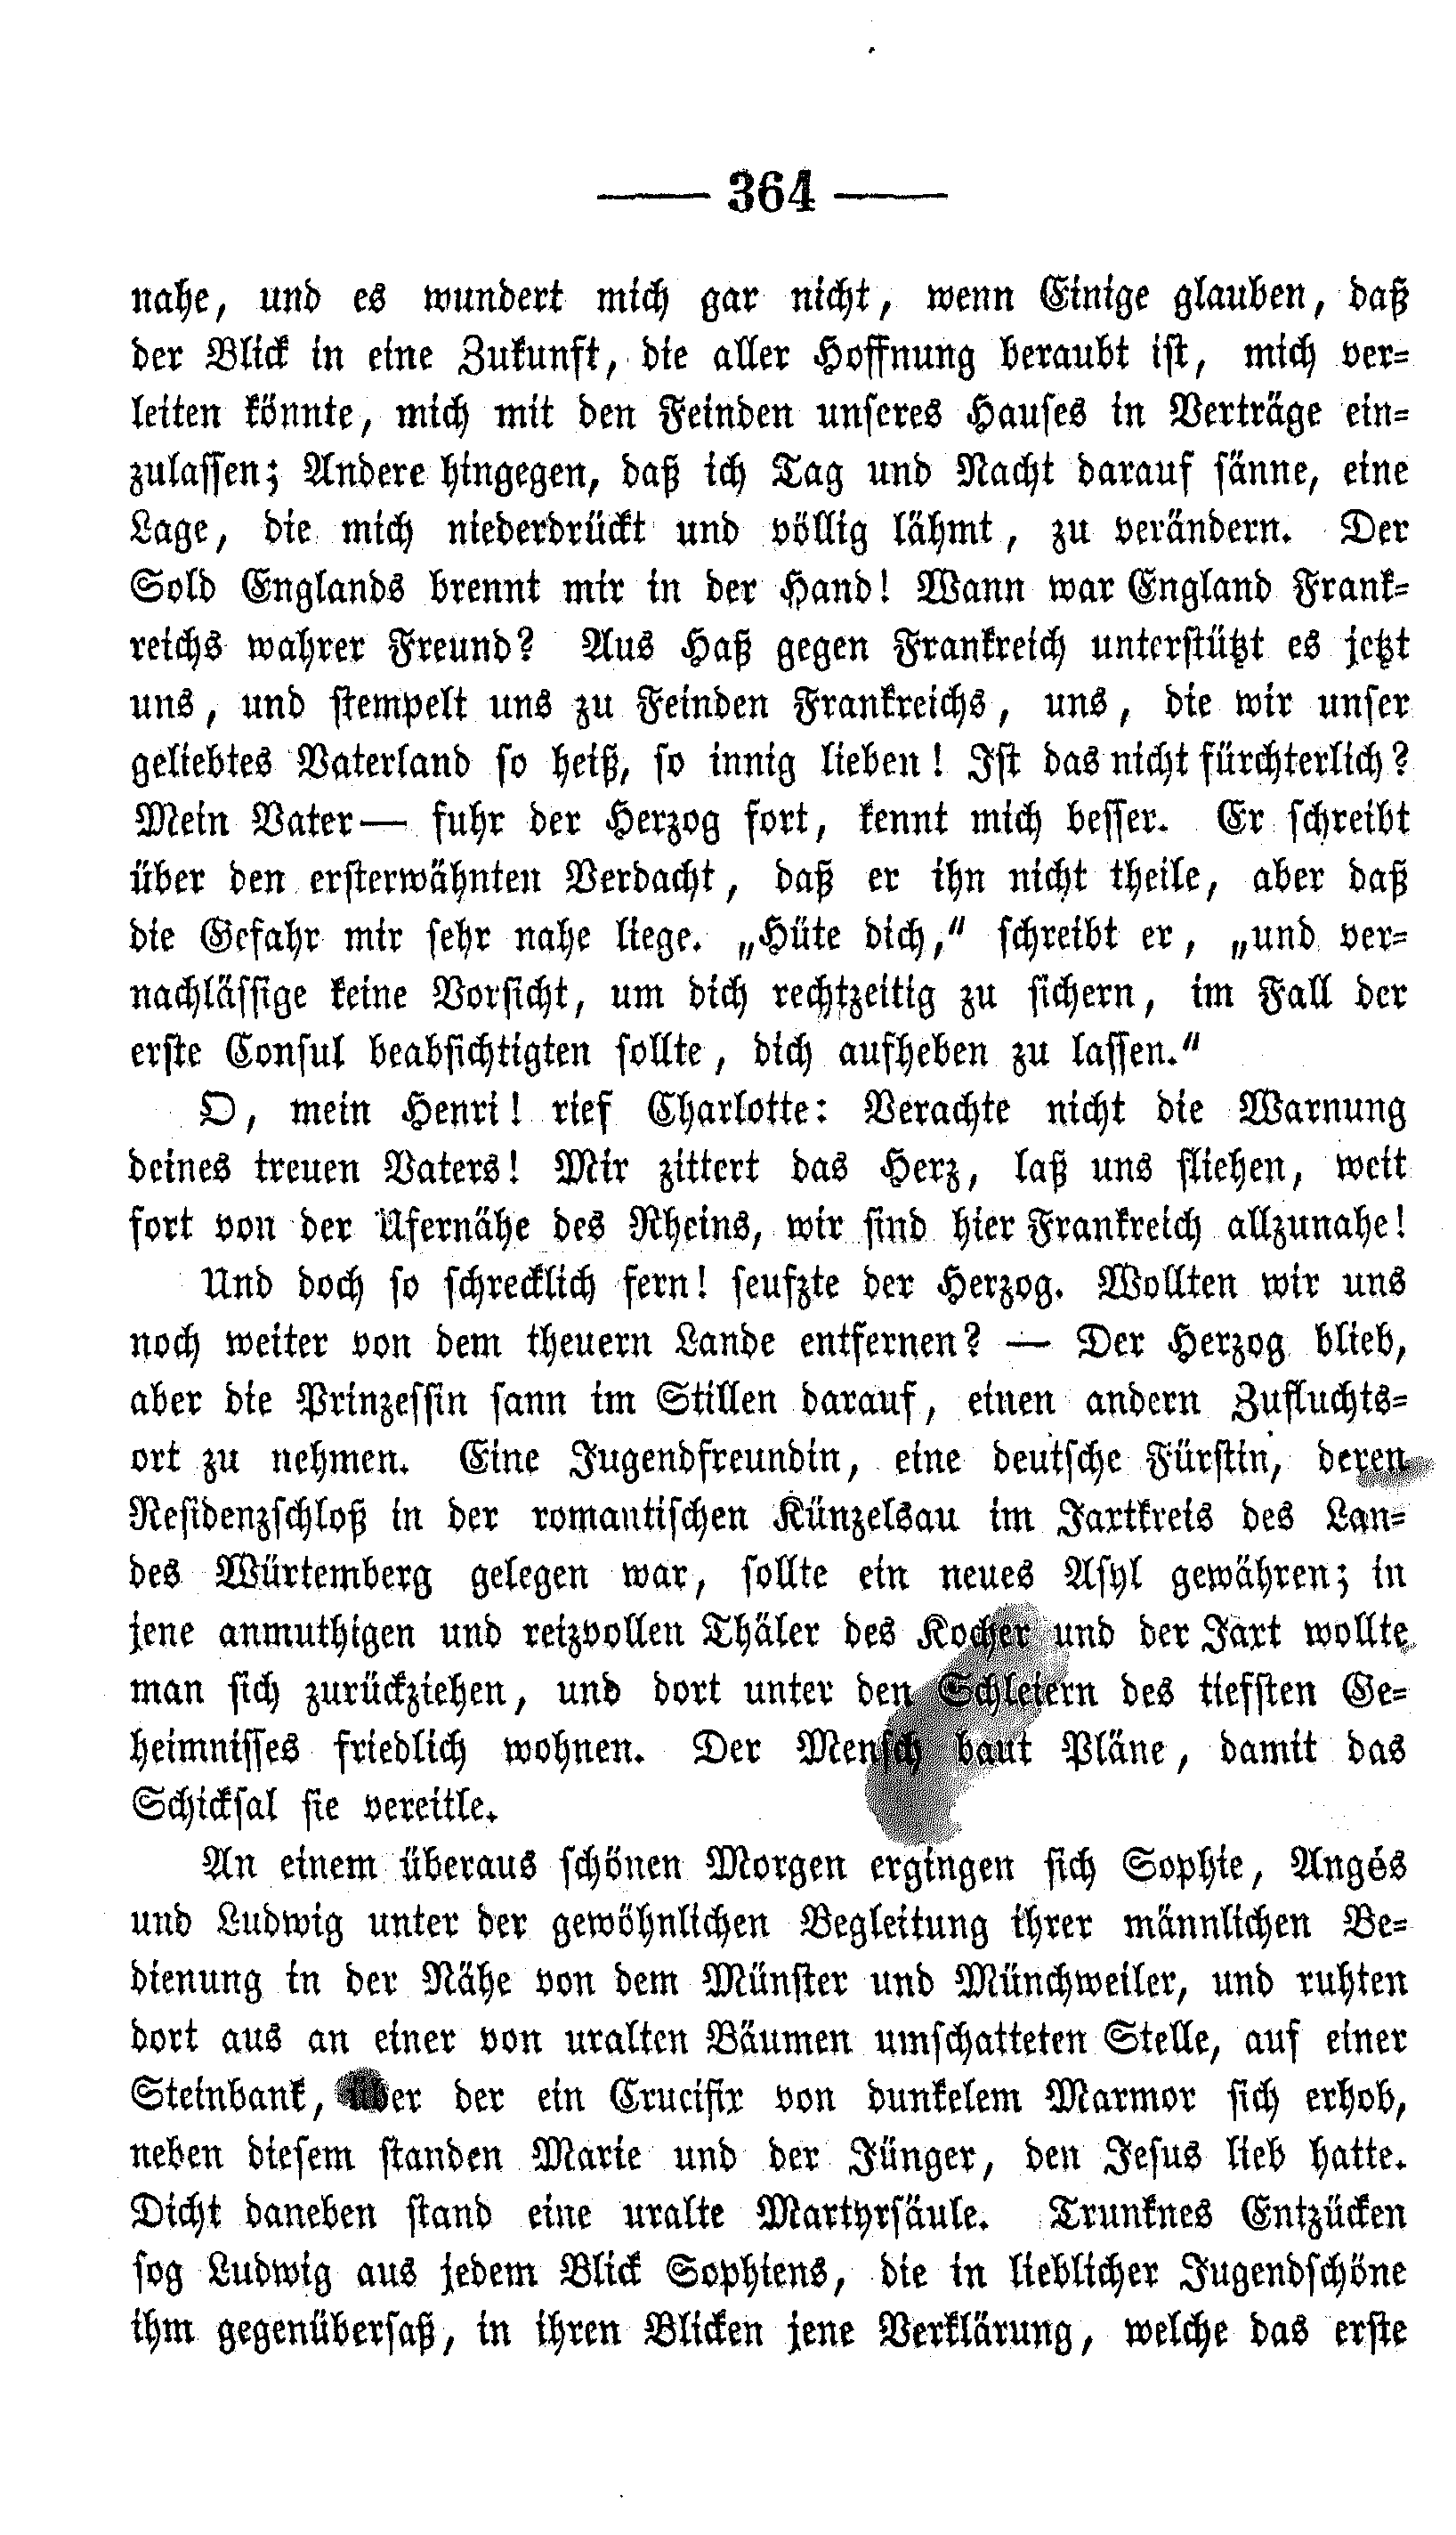 — 364 —
nahe, und es wundert mich gar nicht, wenn Einige glauben, daß
der Blick in eine Zukunft, die aller Hoffnung beraubt ist, mich ver-
leiten könnte, mich mit den Feinden unseres Hauses in Verträge ein-
zulassen; Andere hingegen, daß ich Tag und Nacht darauf sänne, eine
Lage, die mich niederdrückt und völlig lähmt, zu verändern. Der
Sold Englands brennt mir in der Hand! Wann war England Frank-
reichs wahrer Freund? Aus Haß gegen Frankreich unterstützt es jetzt
uns, und stempelt uns zu Feinden Frankreichs, uns, die wir unser
geliebtes Vaterland so heiß, so innig lieben! Ist das nicht fürchterlich?
Mein Vater— fuhr der Herzog fort, kennt mich besser. Er schreibt
über den ersterwähnten Verdacht, daß er ihn nicht theile, aber daß
die Gefahr mir sehr nahe liege. „Hüte dich,“ schreibt er, „und ver-
nachlässige keine Vorsicht, um dich rechtzeitig zu sichern, im Fall der
erste Consul beabsichtigten sollte, dich aufheben zu lassen.“
O, mein Henri! rief Charlotte: Verachte nicht die Warnung
deines treuen Vaters! Mir zittert das Herz, laß uns fliehen, weit
fort von der Ufernähe des Rheins, wir sind hier Frankreich allzunahe!
Und doch so schrecklich fern! seufzte der Herzog. Wollten wir uns
noch weiter von dem theuern Lande entfernen? — Der Herzog blieb,
aber die Prinzessin sann im Stillen darauf, einen andern Zufluchts-
ort zu nehmen. Eine Jugendfreundin, eine deutsche Fürstin, deren
Residenzschloß in der romantischen Künzelsau im Jaxtkreis des Lan-
des Würtemberg gelegen war, sollte ein neues Asyl gewähren; in
jene anmuthigen und reizvollen Thäler des Kocher und der Jaxt wollte
man sich zurückziehen, und dort unter den Schleiern des tiefsten Ge-
heimnisses friedlich wohnen. Der Mensch baut Pläne, damit das
Schicksal sie vereitle.
An einem überaus schönen Morgen ergingen sich Sophie, Angés
und Ludwig unter der gewöhnlichen Begleitung ihrer männlichen Be-
dienung in der Nähe von dem Münster und Münchweiler, und ruhten
dort aus an einer von uralten Bäumen umschatteten Stelle, auf einer
Steinbank, über der ein Crucifix von dunkelem Marmor sich erhob,
neben diesem standen Marie und der Jünger, den Jesus lieb hatte.
Dicht daneben stand eine uralte Martyrsäule. Trunknes Entzücken
sog Ludwig aus jedem Blick Sophiens, die in lieblicher Jugendschöne
ihm gegenübersaß, in ihren Blicken jene Verklärung, welche das erste